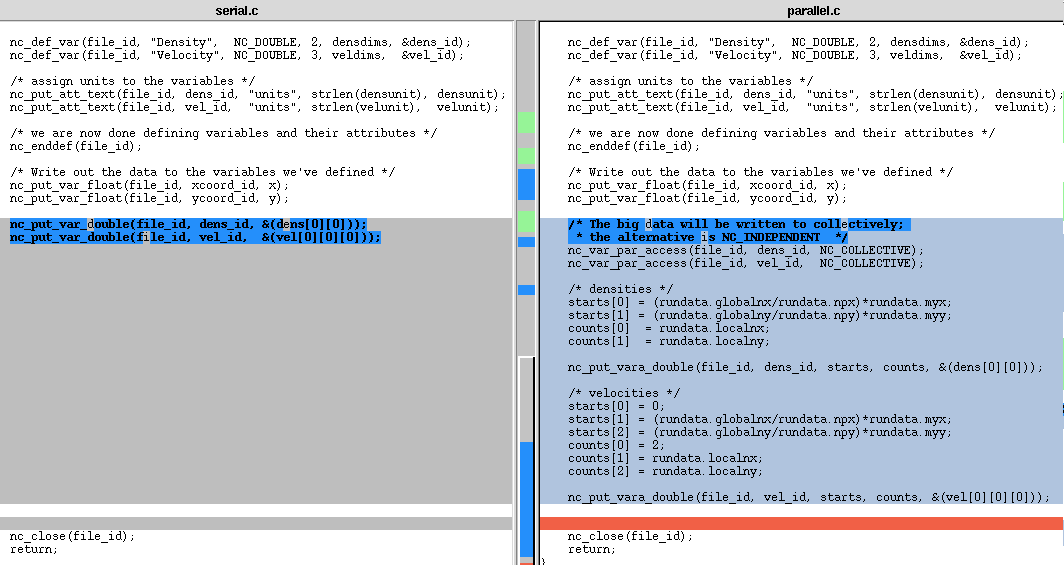 serial.c
nc_def_var(file_id, "Density", NC_DOUBLE, 2, densdims, &dens_id);
nc_def_var(file_id, "Velocity", NC_DOUBLE, 3, veldims, &vel_id);
/* assign units to the variables */
nc_put_att_text(file_id, dens_id, "units", strlen(densunit), densunit);
nc_put_att_text(file_id, vel_id, "units", strlen(velunit), velunit);
/* we are now done defining variables and their attributes */
nc_enddef(file_id);
/* Write out the data to the variables we've defined */
nc_put_var_float(file_id, xcoord_id, x);
nc_put_var_float(file_id, ycoord_id, y);
nc_put_var_double(file_id, dens_id, &(dens[0][0]));
nc_put_var_double(file_id, vel_id, &(vel[0][0][0]));
nc_close(file_id);
return;
parallel.c
nc_def_var(file_id, "Density", NC_DOUBLE, 2, densdims, &dens_id);
nc_def_var(file_id, "Velocity", NC_DOUBLE, 3, veldims, &vel_id);
/* assign units to the variables */
nc_put_att_text(file_id, dens_id, "units", strlen(densunit), densunit);
nc_put_att_text(file_id, vel_id, "units", strlen(velunit), velunit);
/* we are now done defining variables and their attributes */
nc_enddef(file_id);
/* Write out the data to the variables we've defined */
nc_put_var_float(file_id, xcoord_id, x);
nc_put_var_float(file_id, ycoord_id, y);
/* The big data will be written to collectively;
* the alternative is NC_INDEPENDENT */
nc_var_par_access(file_id, dens_id, NC_COLLECTIVE);
nc_var_par_access(file_id, vel_id, NC_COLLECTIVE);
/* densities */
starts[0] = (rundata.globalnx/rundata.npx)*rundata.myx;
starts[1] = (rundata.globalny/rundata.npy)*rundata.myy;
counts[0] = rundata.localnx;
counts[1] = rundata.localny;
nc_put_vara_double(file_id, dens_id, starts, counts, &(dens[0][0]));
/* velocities */
starts[0] = 0;
starts[1] = (rundata.globalnx/rundata.npx)*rundata.myx;
starts[2] = (rundata.globalny/rundata.npy)*rundata.myy;
counts[0] = 2;
counts[1] = rundata.localnx;
counts[2] = rundata.localny;
nc_put_vara_double(file_id, vel_id, starts, counts, &(vel[0][0][0]));
nc_close(file_id);
return;
}